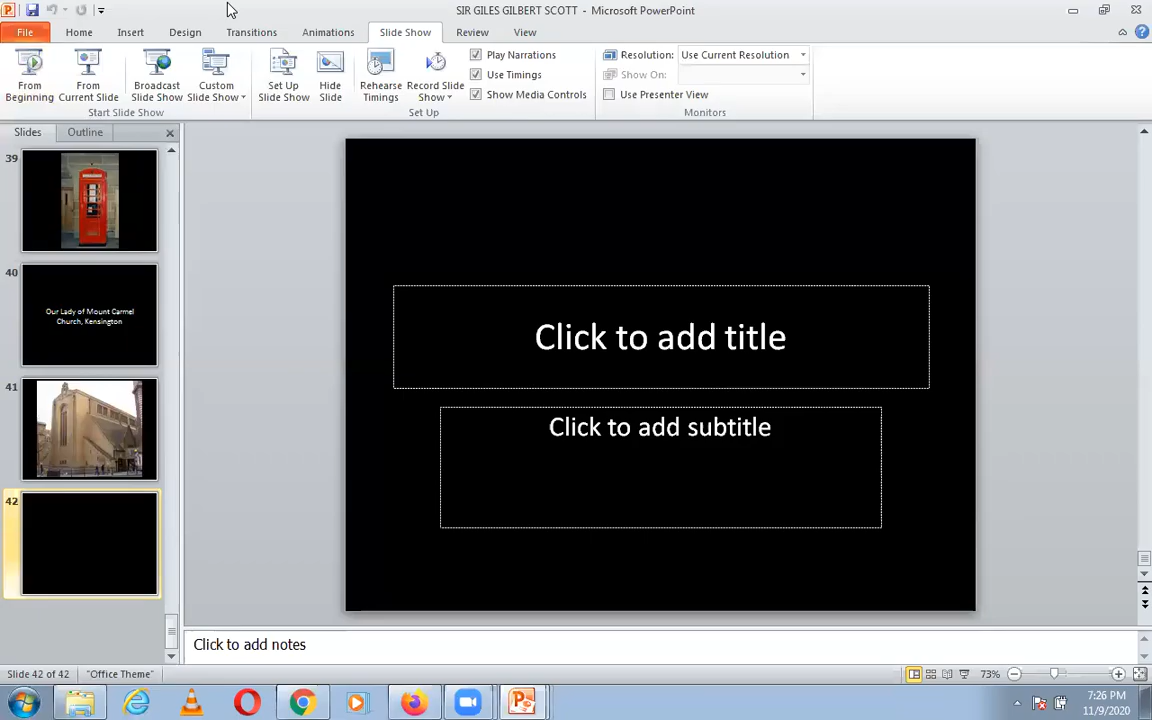 SIR GILES GILBERT SCOTT - Microsoft PowerPoint
File Home Insert Design Transitions Animations Slide Show Review View
From Beginning
From Current Slide
Broadcast Slide Show
Custom Slide Show
Start Slide Show
Set Up Slide Show
Hide Slide
Rehearse Timings
Record Slide Show
Play Narrations
Use Timings
Show Media Controls
Set Up
Resolution: Use Current Resolution
Show On:
Use Presenter View
Monitors
Slides Outline
39
40
Our Lady of Mount Carmel
Church, Kensington
41
42
Click to add title
Click to add subtitle
Click to add notes
Slide 42 of 42 "Office Theme" 73%
7:26 PM
11/9/2020